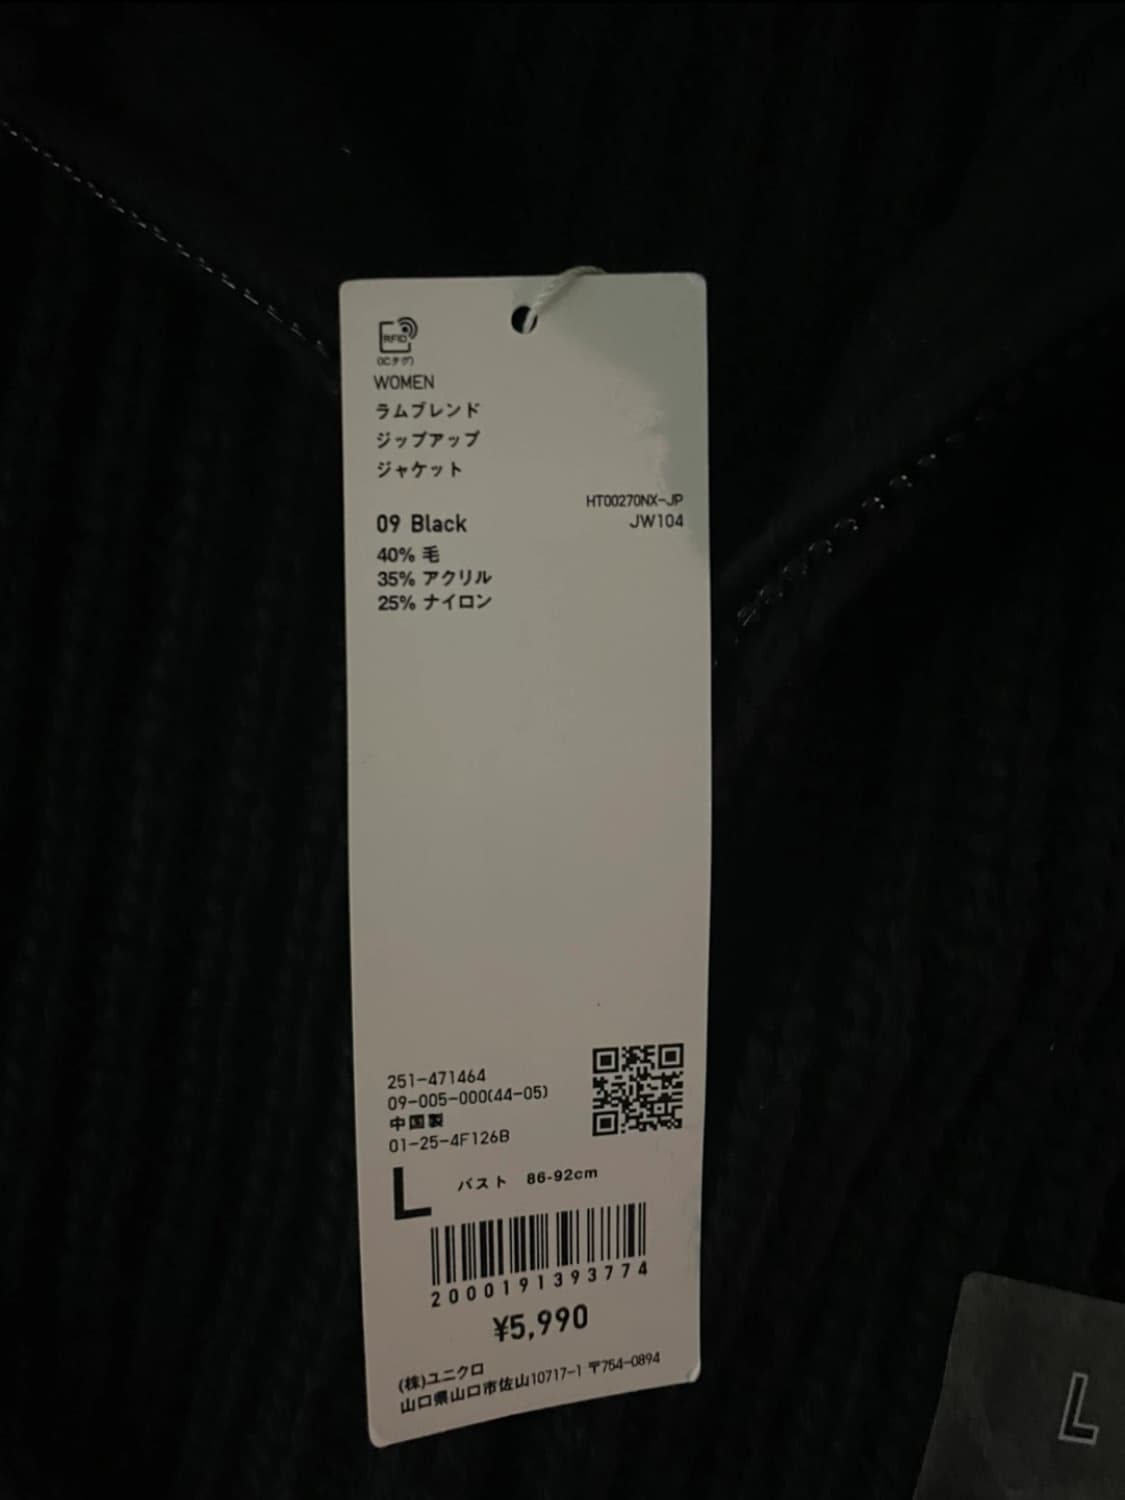 RFID
(ICタグ)
WOMEN
ラムブレンド
ジップアップ
ジャケット
HT00270NX-JP
JW104
09 Black
40% 毛
35% アクリル
25% ナイロン
251-471464
09-005-000(44-05)
中国製
01-25-4F126B
L バスト 86-92cm
2000191393774
¥5,990
(株)ユニクロ
山口県山口市佐山10717-1 〒754-0894
L